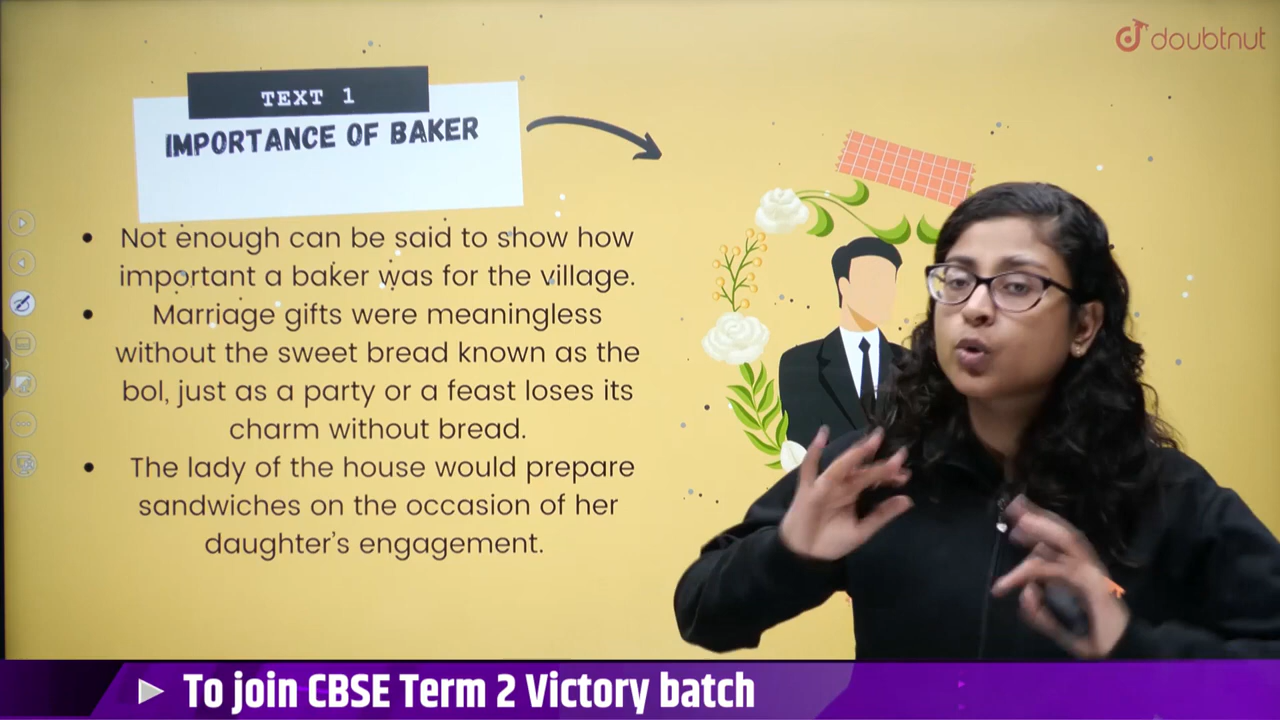 doubtnut
TEXT 1
IMPORTANCE OF BAKER
• Not enough can be said to show how
important a baker was for the village.
• Marriage gifts were meaningless
without the sweet bread known as the
bol, just as a party or a feast loses its
charm without bread.
• The lady of the house would prepare
sandwiches on the occasion of her
daughter's engagement.
To join CBSE Term 2 Victory batch